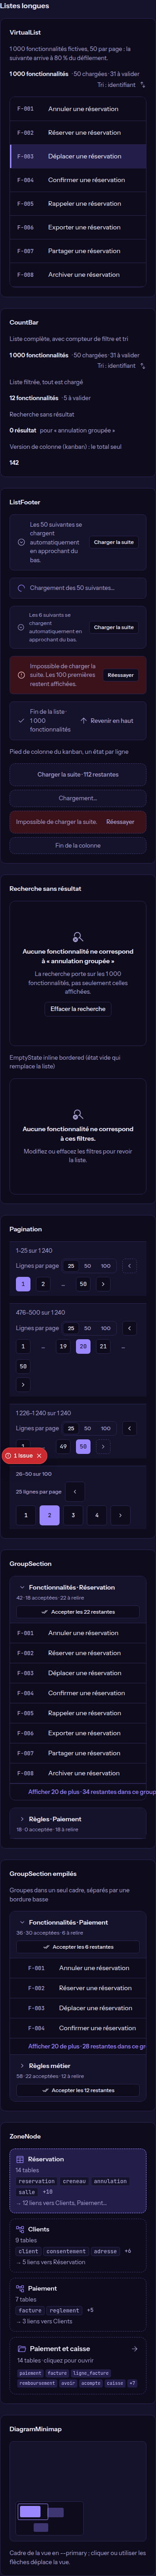 Listes longues
VirtualList
1 000 fonctionnalités fictives, 50 par page : la
suivante arrive à 80 % du défilement.
1 000 fonctionnalités · 50 chargées · 31 à valider
Tri : identifiant
F-001 Annuler une réservation
F-002 Réserver une réservation
F-003 Déplacer une réservation
F-004 Confirmer une réservation
F-005 Rappeler une réservation
F-006 Exporter une réservation
F-007 Partager une réservation
F-008 Archiver une réservation
CountBar
Liste complète, avec compteur de filtre et tri
1 000 fonctionnalités · 50 chargées · 31 à valider
Tri : identifiant
Liste filtrée, tout est chargé
12 fonctionnalités · 5 à valider
Recherche sans résultat
0 résultat pour « annulation groupée »
Version de colonne (kanban) : le total seul
142
ListFooter
Les 50 suivantes se
chargent
automatiquement
en approchant du
bas.
Charger la suite
Chargement des 50 suivantes…
Les 6 suivants se
chargent
automatiquement en
approchant du bas.
Charger la suite
Impossible de charger la
suite. Les 100 premières
restent affichées.
Réessayer
Fin de la liste ·
1 000
fonctionnalités
Revenir en haut
Pied de colonne du kanban, un état par ligne
Charger la suite · 112 restantes
Chargement…
Impossible de charger la suite. Réessayer
Fin de la colonne
Recherche sans résultat
Aucune fonctionnalité ne correspond
à « annulation groupée »
La recherche porte sur les 1 000
fonctionnalités, pas seulement celles
affichées.
Effacer la recherche
EmptyState inline bordered (état vide qui
remplace la liste)
Aucune fonctionnalité ne correspond
à ces filtres.
Modifiez ou effacez les filtres pour revoir
la liste.
Pagination
1–25 sur 1 240
Lignes par page 25 50 100
1 2 … 50
476–500 sur 1 240
Lignes par page 25 50 100
1 … 19 20 21 …
50
1 226–1 240 sur 1 240
Lignes par page 25 50 100
49 50
1 Issue
26–50 sur 100
25 lignes par page
1 2 3 4
GroupSection
Fonctionnalités · Réservation
42 · 18 acceptées · 22 à relire
Accepter les 22 restantes
F-001 Annuler une réservation
F-002 Réserver une réservation
F-003 Déplacer une réservation
F-004 Confirmer une réservation
F-005 Rappeler une réservation
F-006 Exporter une réservation
F-007 Partager une réservation
F-008 Archiver une réservation
Afficher 20 de plus · 34 restantes dans ce group
Règles · Paiement
18 · 0 acceptée · 18 à relire
GroupSection empilés
Groupes dans un seul cadre, séparés par une
bordure basse
Fonctionnalités · Paiement
36 · 30 acceptées · 6 à relire
Accepter les 6 restantes
F-001 Annuler une réservation
F-002 Réserver une réservation
F-003 Déplacer une réservation
F-004 Confirmer une réservation
Afficher 20 de plus · 28 restantes dans ce gr
Règles métier
58 · 22 acceptées · 12 à relire
Accepter les 12 restantes
ZoneNode
Réservation
14 tables
reservation creneau annulation
salle +10
→ 12 liens vers Clients, Paiement…
Clients
9 tables
client consentement adresse +6
→ 5 liens vers Réservation
Paiement
7 tables
facture reglement +5
→ 3 liens vers Clients
Paiement et caisse
14 tables · cliquez pour ouvrir
paiement facture ligne_facture
remboursement avoir acompte caisse +7
DiagramMinimap
Cadre de la vue en --primary ; cliquer ou utiliser les
flèches déplace la vue.